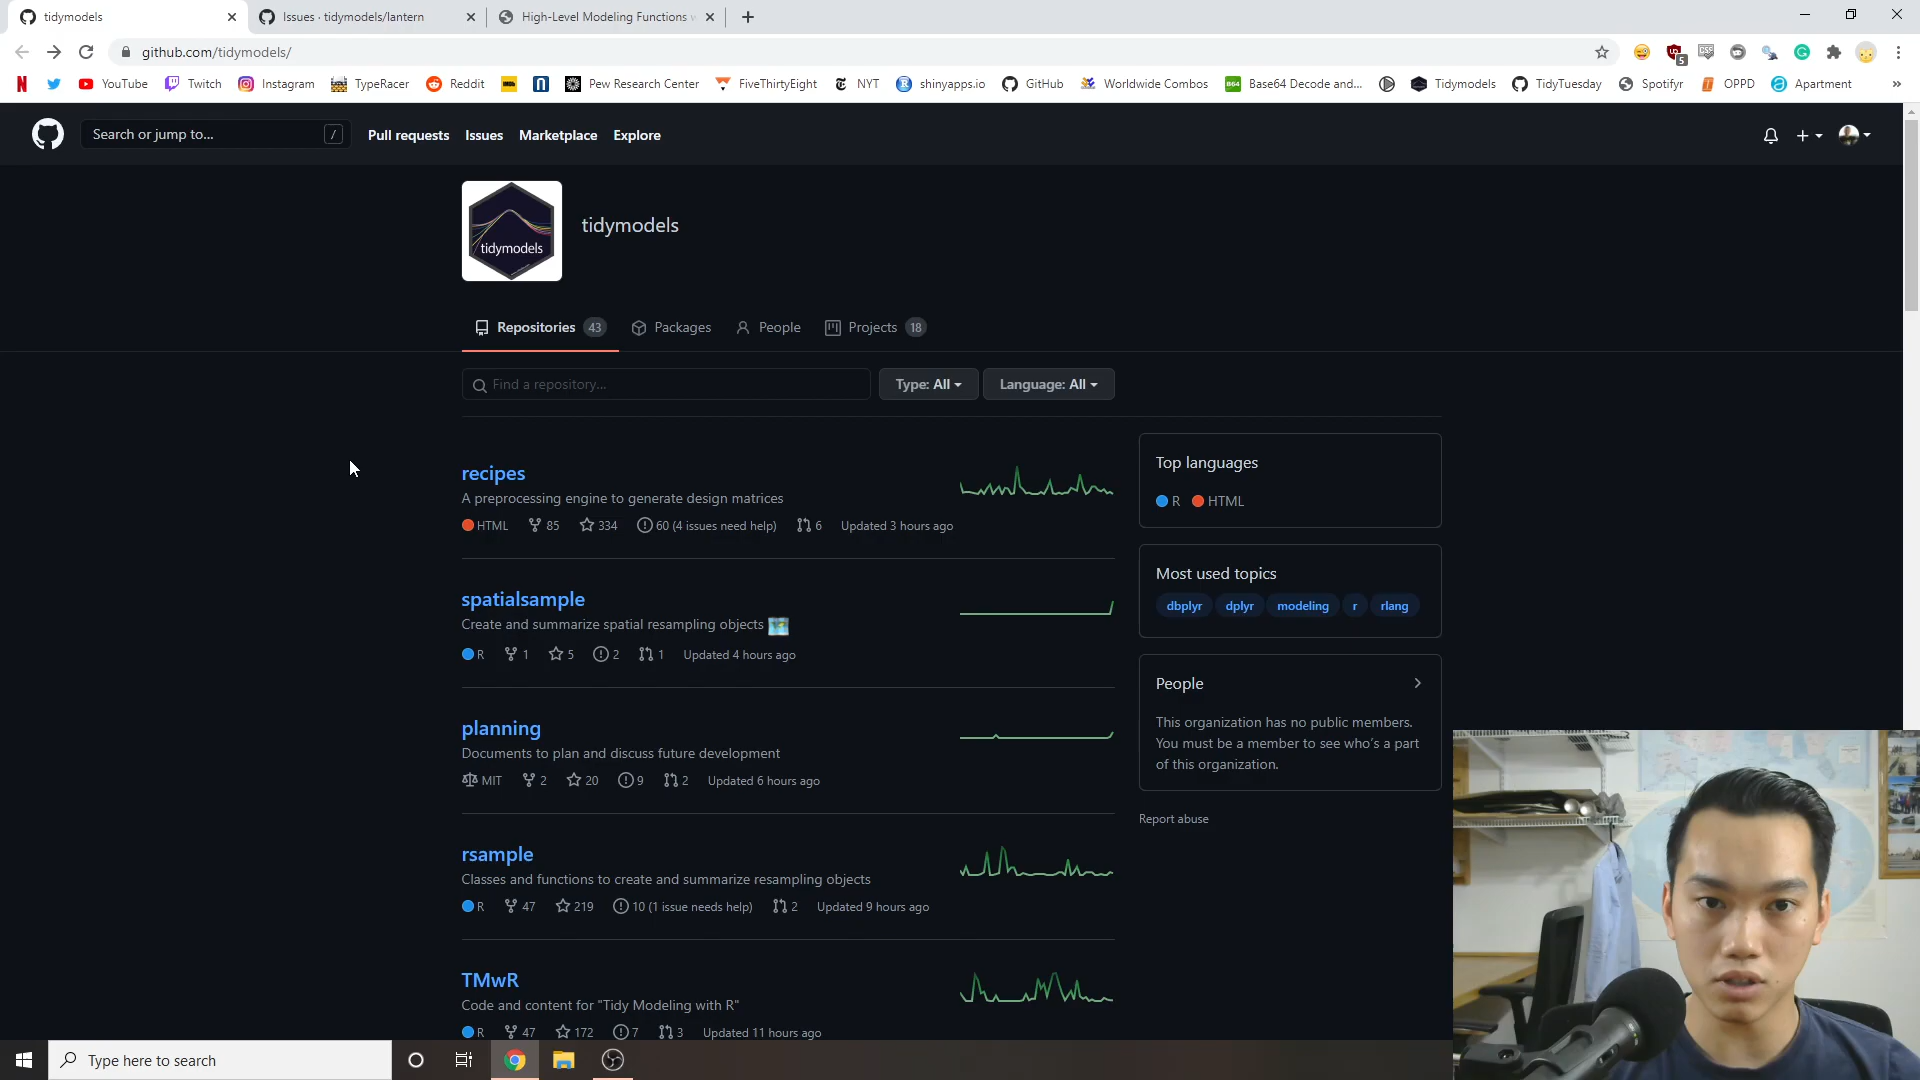 tidymodels
Issues · tidymodels/lantern
High-Level Modeling Functions
github.com/tidymodels/
5
YouTube
Twitch
Instagram
TypeRacer
Reddit
Pew Research Center
FiveThirtyEight
NYT
shinyapps.io
GitHub
Worldwide Combos
Base64 Decode and...
Tidymodels
TidyTuesday
Spotifyr
OPPD
Apartment
»
Search or jump to...
/
Pull requests
Issues
Marketplace
Explore
tidymodels
tidymodels
Repositories 43
Packages
People
Projects 18
Find a repository...
Type: All
Language: All
recipes
A preprocessing engine to generate design matrices
HTML 85 334 60 (4 issues need help) 6 Updated 3 hours ago
spatialsample
Create and summarize spatial resampling objects
R 1 5 2 1 Updated 4 hours ago
planning
Documents to plan and discuss future development
MIT 2 20 9 2 Updated 6 hours ago
rsample
Classes and functions to create and summarize resampling objects
R 47 219 10 (1 issue needs help) 2 Updated 9 hours ago
TMwR
Code and content for "Tidy Modeling with R"
R 47 172 7 3 Updated 11 hours ago
Top languages
R HTML
Most used topics
dbplyr dplyr modeling r rlang
People
This organization has no public members.
You must be a member to see who's a part
of this organization.
Report abuse
Type here to search